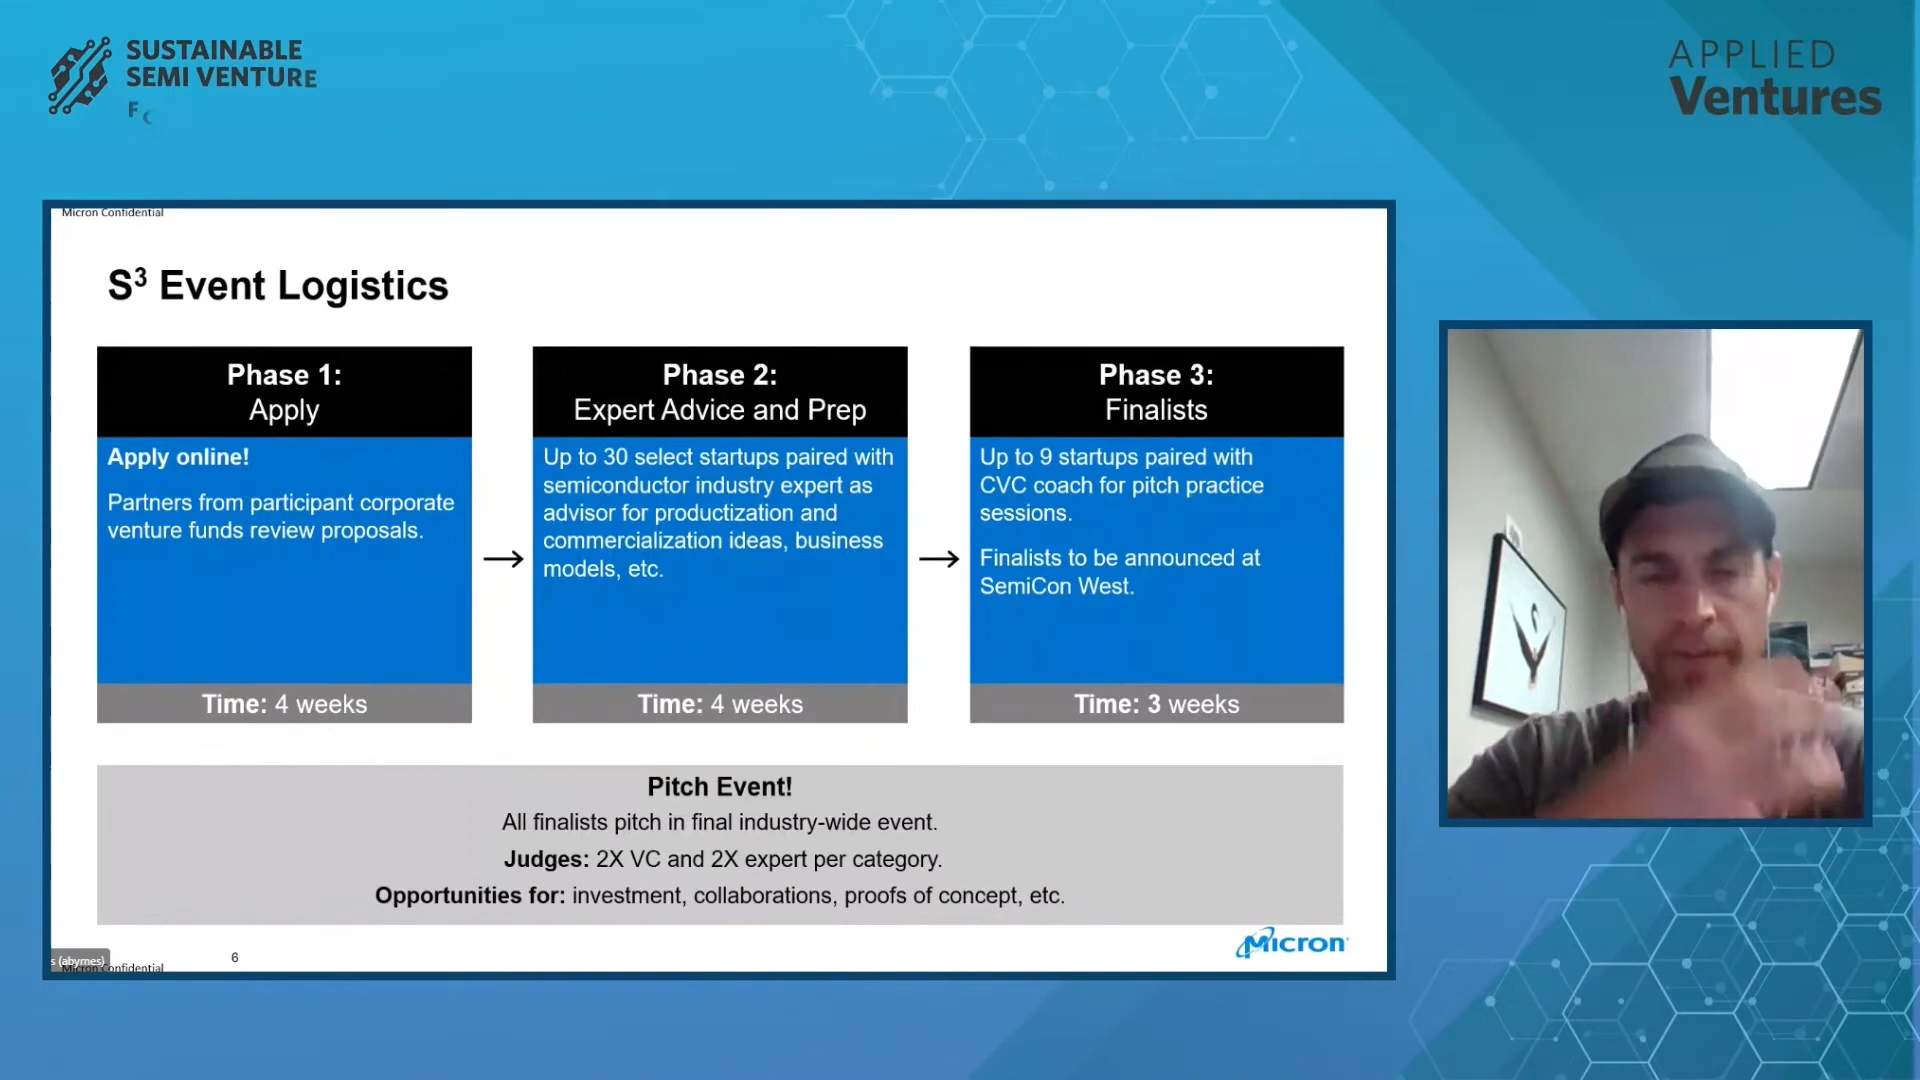 SUSTAINABLE
SEMI VENTURE
F
APPLIED
Ventures
Micron Confidential
S³ Event Logistics
Phase 1:
Apply
Apply online!
Partners from participant corporate
venture funds review proposals.
Time: 4 weeks
Phase 2:
Expert Advice and Prep
Up to 30 select startups paired with
semiconductor industry expert as
advisor for productization and
commercialization ideas, business
models, etc.
Time: 4 weeks
Phase 3:
Finalists
Up to 9 startups paired with
CVC coach for pitch practice
sessions.
Finalists to be announced at
SemiCon West.
Time: 3 weeks
Pitch Event!
All finalists pitch in final industry-wide event.
Judges: 2X VC and 2X expert per category.
Opportunities for: investment, collaborations, proofs of concept, etc.
Micron
s (abymes)
6
Micron Confidential